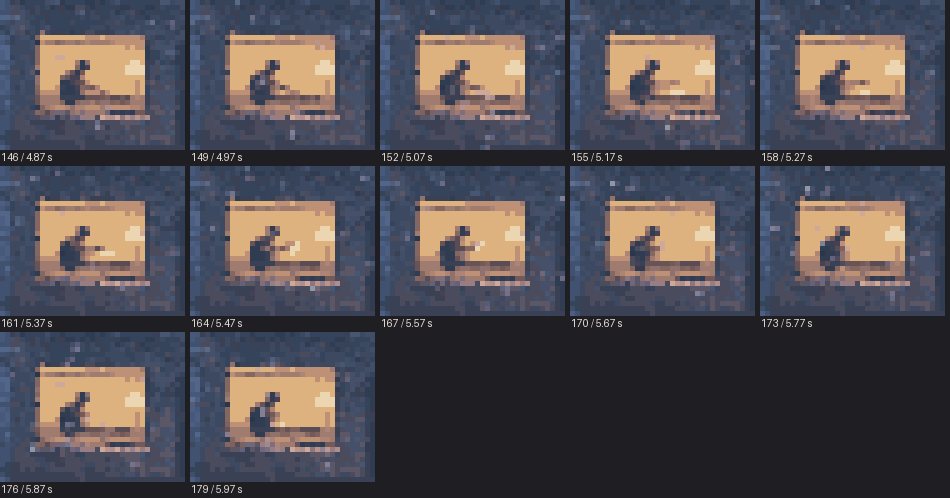 146 / 4.87 s
149 / 4.97 s
152 / 5.07 s
155 / 5.17 s
158 / 5.27 s
161 / 5.37 s
164 / 5.47 s
167 / 5.57 s
170 / 5.67 s
173 / 5.77 s
176 / 5.87 s
179 / 5.97 s